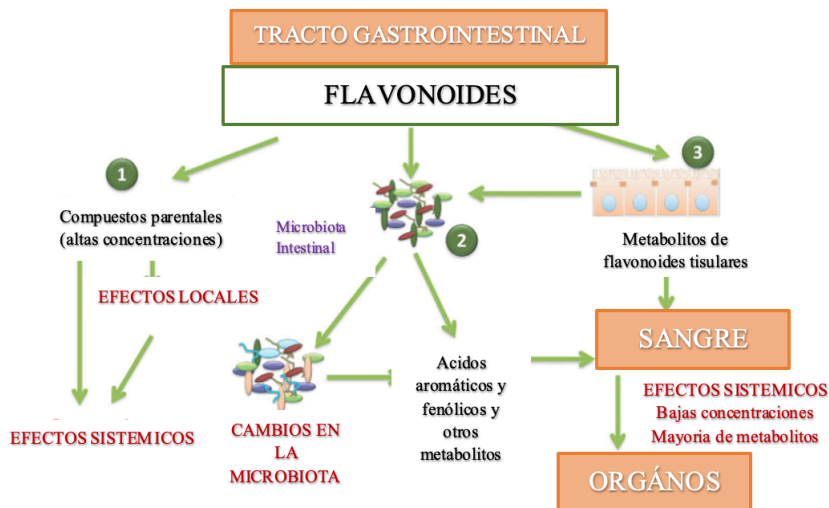 TRACTO GASTROINTESTINAL
FLAVONOIDES
1
Compuestos parentales
(altas concentraciones)
EFECTOS LOCALES
EFECTOS SISTEMICOS
Microbiota
Intestinal
2
CAMBIOS EN
LA
MICROBIOTA
Acidos
aromáticos y
fenólicos y
otros
metabolitos
3
Metabolitos de
flavonoides tisulares
SANGRE
EFECTOS SISTEMICOS
Bajas concentraciones
Mayoria de metabolitos
ORGÁNOS